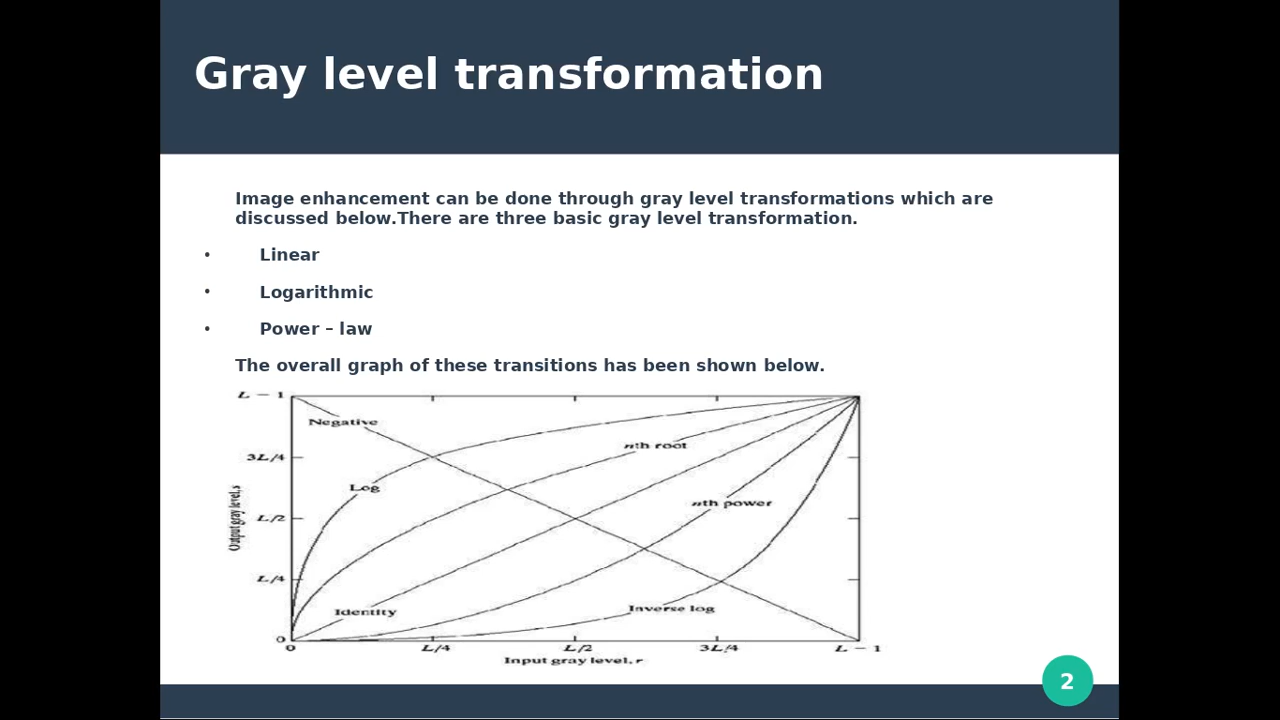 Gray level transformation
Image enhancement can be done through gray level transformations which are
discussed below.There are three basic gray level transformation.
• Linear
• Logarithmic
• Power – law
The overall graph of these transitions has been shown below.
L − 1
Negative
nth root
3L/4
Log
nth power
Output gray level, s
L/2
L/4
Identity
Inverse log
0
0 L/4 L/2 3L/4 L − 1
Input gray level, r
2